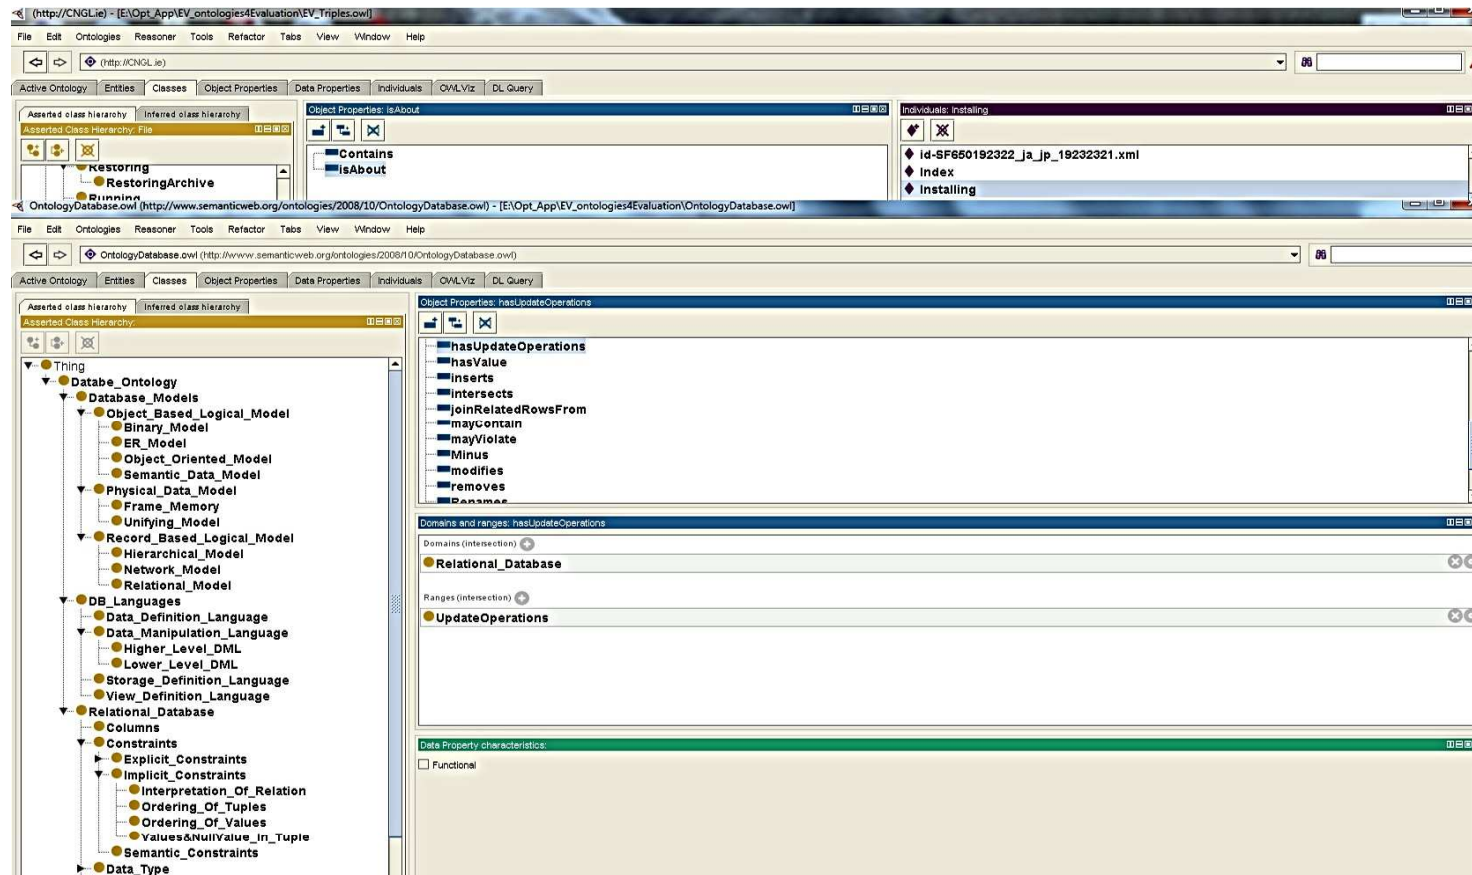 (http://CNGL.ie) - [E:\Opt_App\EV_ontologies4Evaluation\EV_Triples.owl]
File Edit Ontologies Reasoner Tools Refactor Tabs View Window Help
(http://CNGL.ie)
Active Ontology Entities Classes Object Properties Data Properties Individuals OWLViz DL Query
Asserted class hierarchy Inferred class hierarchy
Asserted Class Hierarchy: File
Restoring
RestoringArchive
Running
Object Properties: isAbout
Contains
isAbout
Individuals: Installing
id-SF650192322_ja_jp_19232321.xml
Index
Installing
OntologyDatabase.owl (http://www.semanticweb.org/ontologies/2008/10/OntologyDatabase.owl) - [E:\Opt_App\EV_ontologies4Evaluation\OntologyDatabase.owl]
File Edit Ontologies Reasoner Tools Refactor Tabs View Window Help
OntologyDatabase.owl (http://www.semanticweb.org/ontologies/2008/10/OntologyDatabase.owl)
Active Ontology Entities Classes Object Properties Data Properties Individuals OWLViz DL Query
Asserted class hierarchy Inferred class hierarchy
Asserted Class Hierarchy:
Thing
Databe_Ontology
Database_Models
Object_Based_Logical_Model
Binary_Model
ER_Model
Object_Oriented_Model
Semantic_Data_Model
Physical_Data_Model
Frame_Memory
Unifying_Model
Record_Based_Logical_Model
Hierarchical_Model
Network_Model
Relational_Model
DB_Languages
Data_Definition_Language
Data_Manipulation_Language
Higher_Level_DML
Lower_Level_DML
Storage_Definition_Language
View_Definition_Language
Relational_Database
Columns
Constraints
Explicit_Constraints
Implicit_Constraints
Interpretation_Of_Relation
Ordering_Of_Tuples
Ordering_Of_Values
Values&NullValue_In_Tuple
Semantic_Constraints
Data_Type
Object Properties: hasUpdateOperations
hasUpdateOperations
hasValue
inserts
intersects
joinRelatedRowsFrom
mayContain
mayViolate
Minus
modifies
removes
Renames
Domains and ranges: hasUpdateOperations
Domains (intersection)
Relational_Database
Ranges (intersection)
UpdateOperations
Data Property characteristics:
Functional